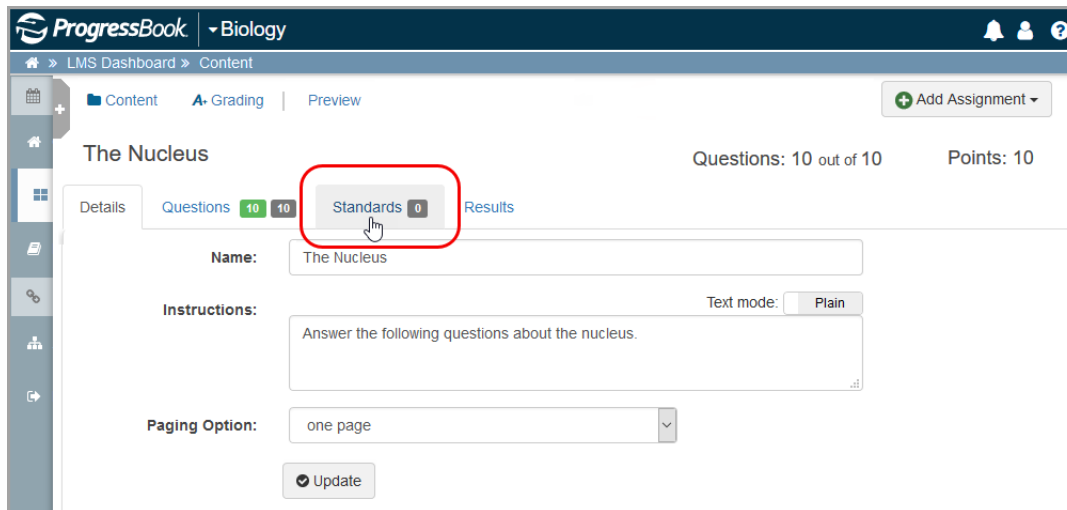 ProgressBook Biology
» LMS Dashboard » Content
Content A+ Grading Preview Add Assignment
The Nucleus Questions: 10 out of 10 Points: 10
Details Questions 10 10 Standards 0 Results
Name: The Nucleus
Text mode: Plain
Instructions:
Answer the following questions about the nucleus.
Paging Option: one page
Update